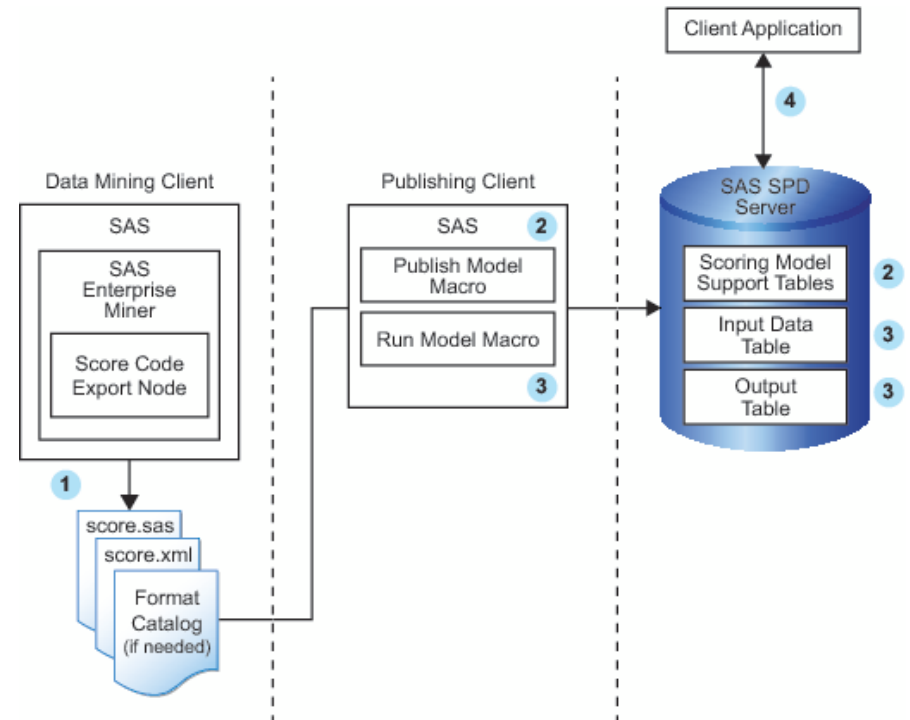 Client Application
4
Data Mining Client
SAS
SAS
Enterprise
Miner
Score Code
Export Node
1
score.sas
score.xml
Format
Catalog
(if needed)
Publishing Client
SAS
2
Publish Model
Macro
Run Model Macro
3
SAS SPD
Server
Scoring Model
Support Tables
2
Input Data
Table
3
Output
Table
3